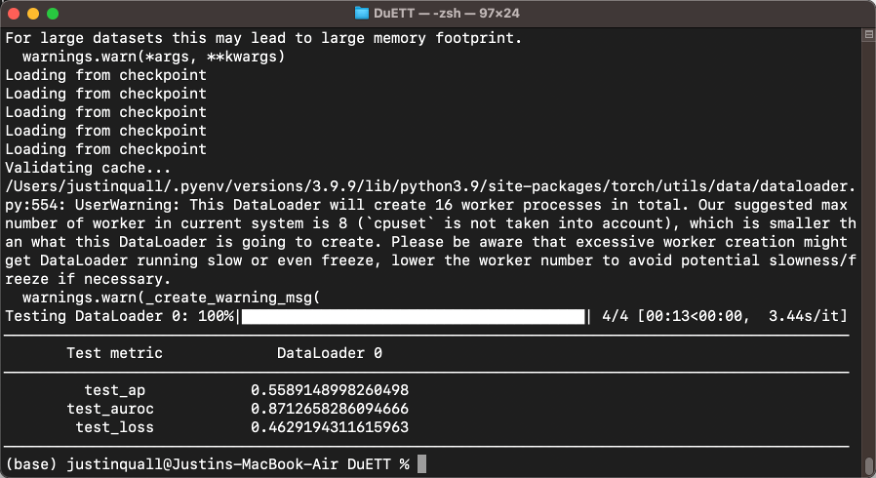 DuETT — -zsh — 97×24
For large datasets this may lead to large memory footprint.
warnings.warn(*args, **kwargs)
Loading from checkpoint
Loading from checkpoint
Loading from checkpoint
Loading from checkpoint
Loading from checkpoint
Validating cache...
/Users/justinquall/.pyenv/versions/3.9.9/lib/python3.9/site-packages/torch/utils/data/dataloader.
py:554: UserWarning: This DataLoader will create 16 worker processes in total. Our suggested max
number of worker in current system is 8 (`cpuset` is not taken into account), which is smaller th
an what this DataLoader is going to create. Please be aware that excessive worker creation might
get DataLoader running slow or even freeze, lower the worker number to avoid potential slowness/f
reeze if necessary.
warnings.warn(_create_warning_msg(
Testing DataLoader 0: 100%|██████████| 4/4 [00:13<00:00, 3.44s/it]
Test metric DataLoader 0
test_ap 0.5589148998260498
test_auroc 0.8712658286094666
test_loss 0.4629194311615963
(base) justinquall@Justins-MacBook-Air DuETT %